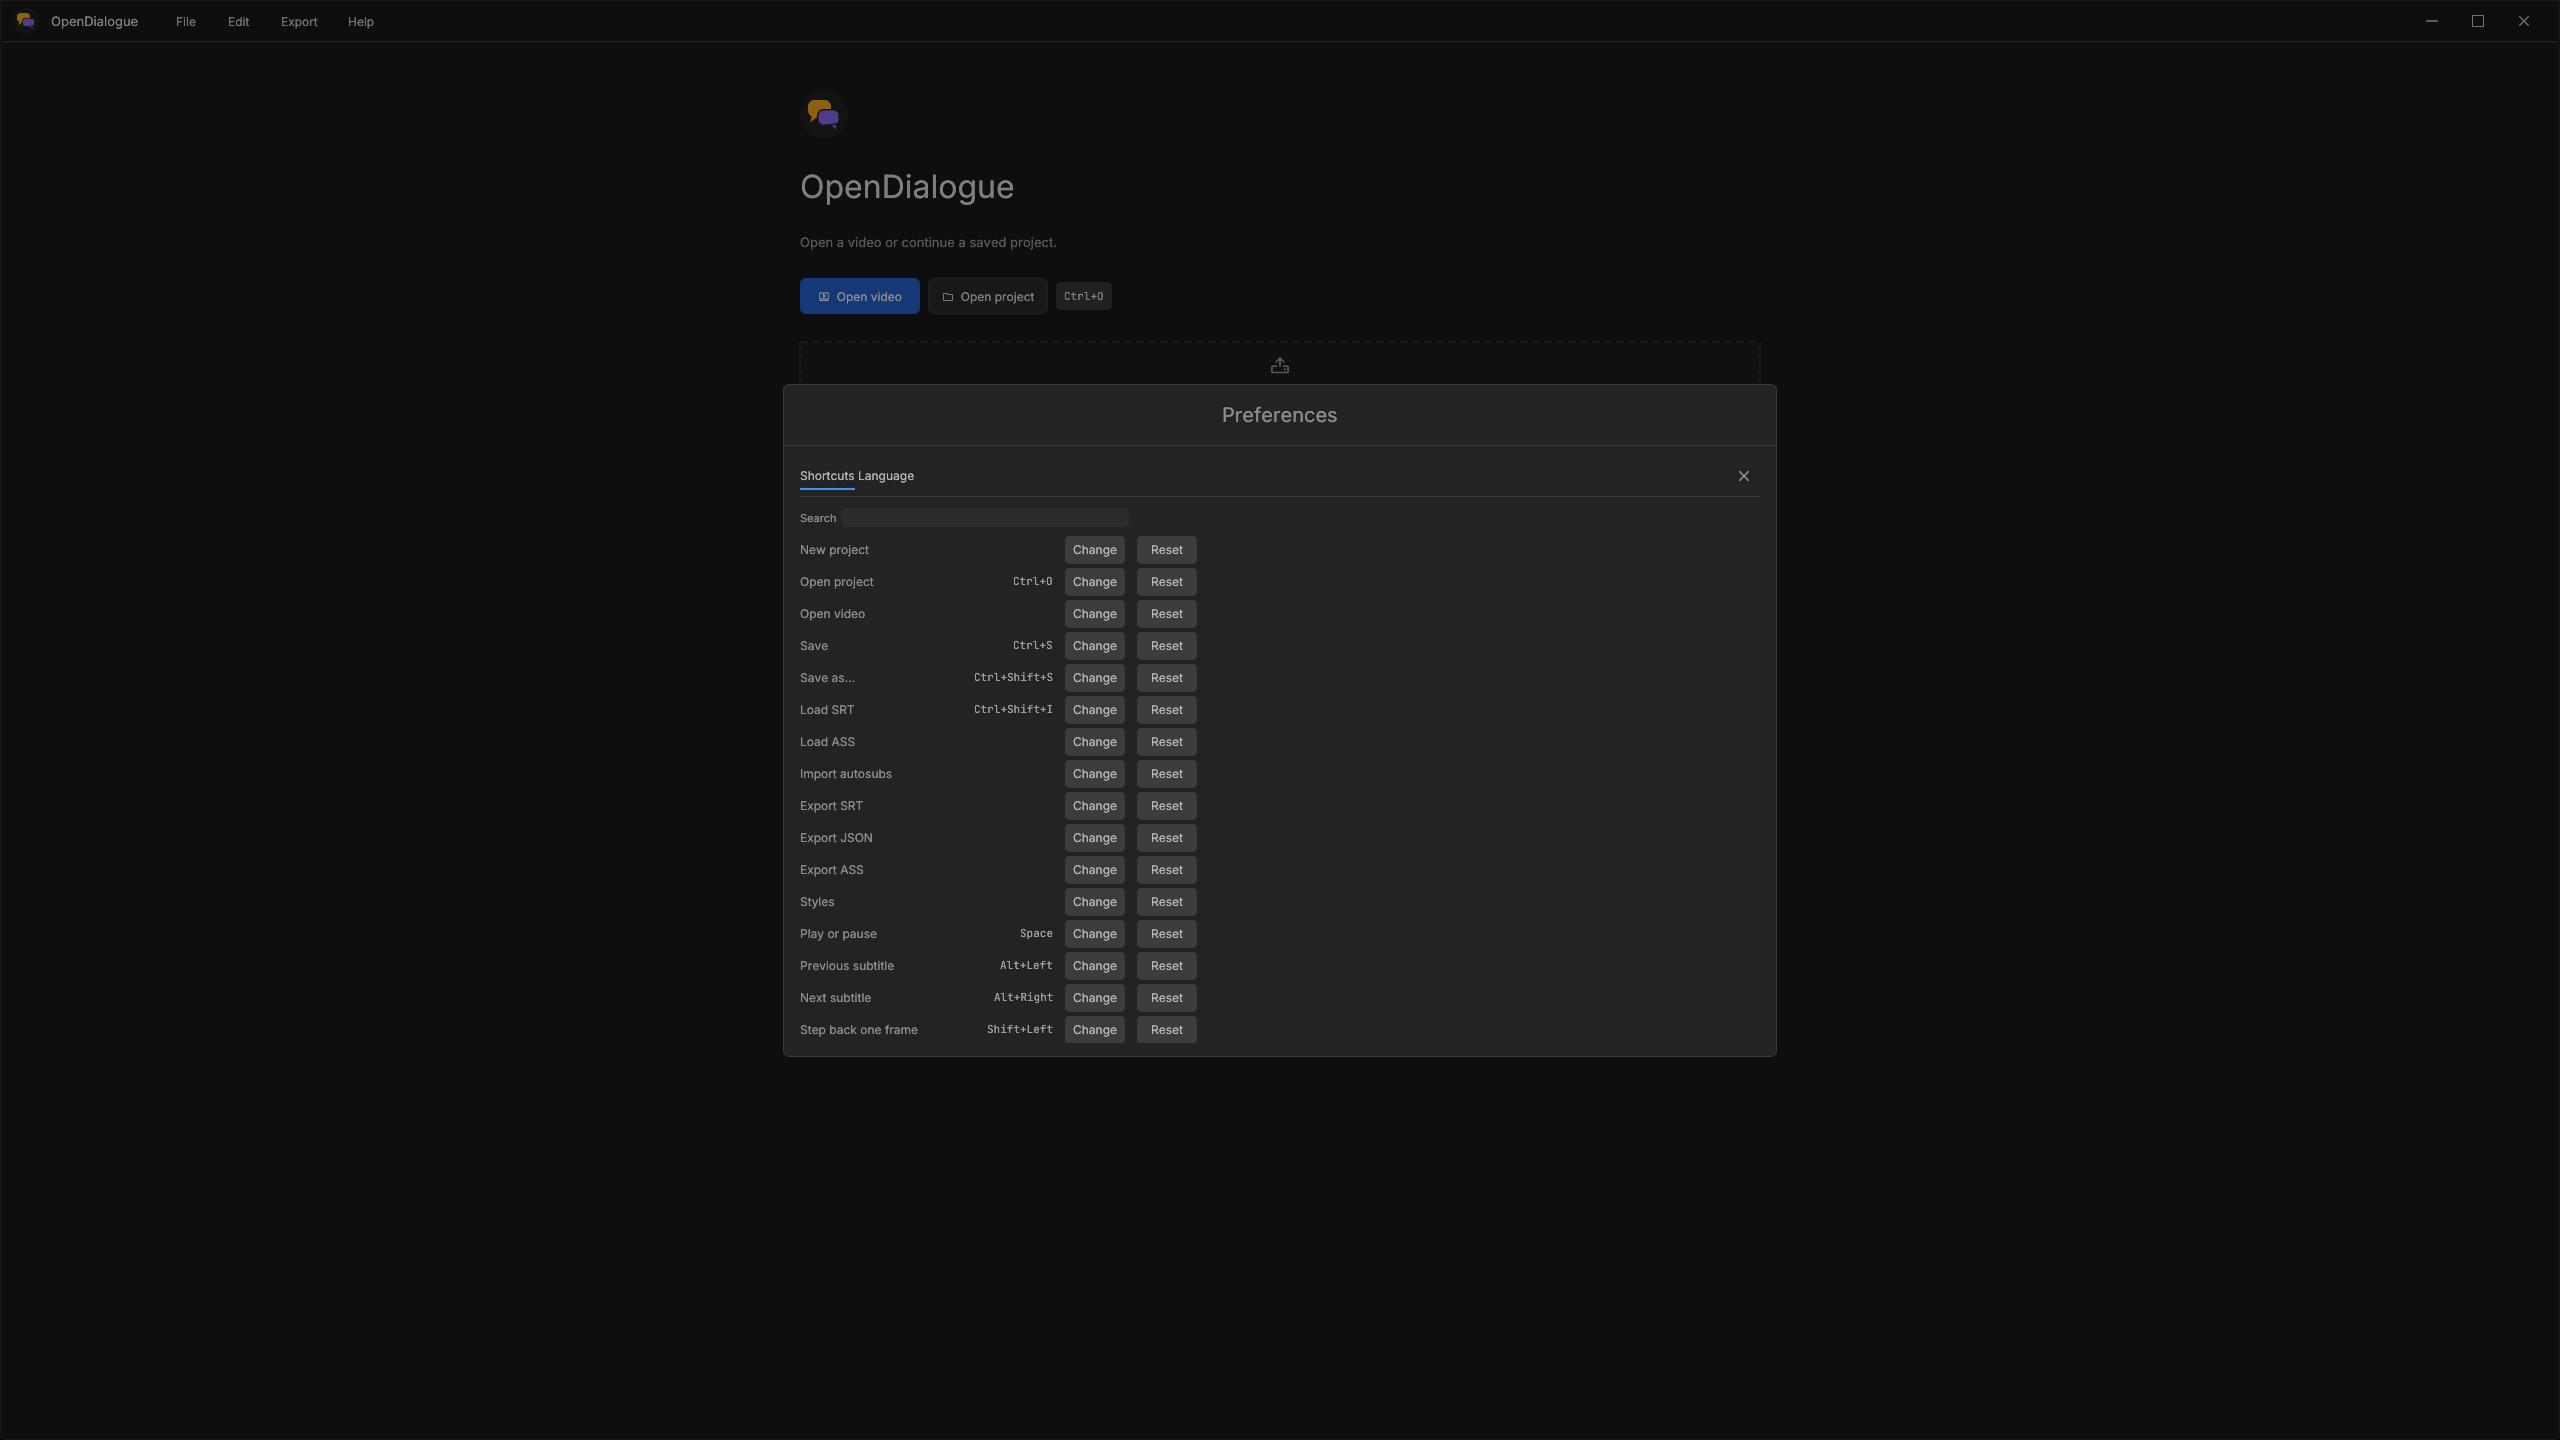 OpenDialogue File Edit Export Help
OpenDialogue
Open a video or continue a saved project.
Open video Open project Ctrl+O
Preferences
Shortcuts Language
Search
New project Change Reset
Open project Ctrl+O Change Reset
Open video Change Reset
Save Ctrl+S Change Reset
Save as... Ctrl+Shift+S Change Reset
Load SRT Ctrl+Shift+I Change Reset
Load ASS Change Reset
Import autosubs Change Reset
Export SRT Change Reset
Export JSON Change Reset
Export ASS Change Reset
Styles Change Reset
Play or pause Space Change Reset
Previous subtitle Alt+Left Change Reset
Next subtitle Alt+Right Change Reset
Step back one frame Shift+Left Change Reset